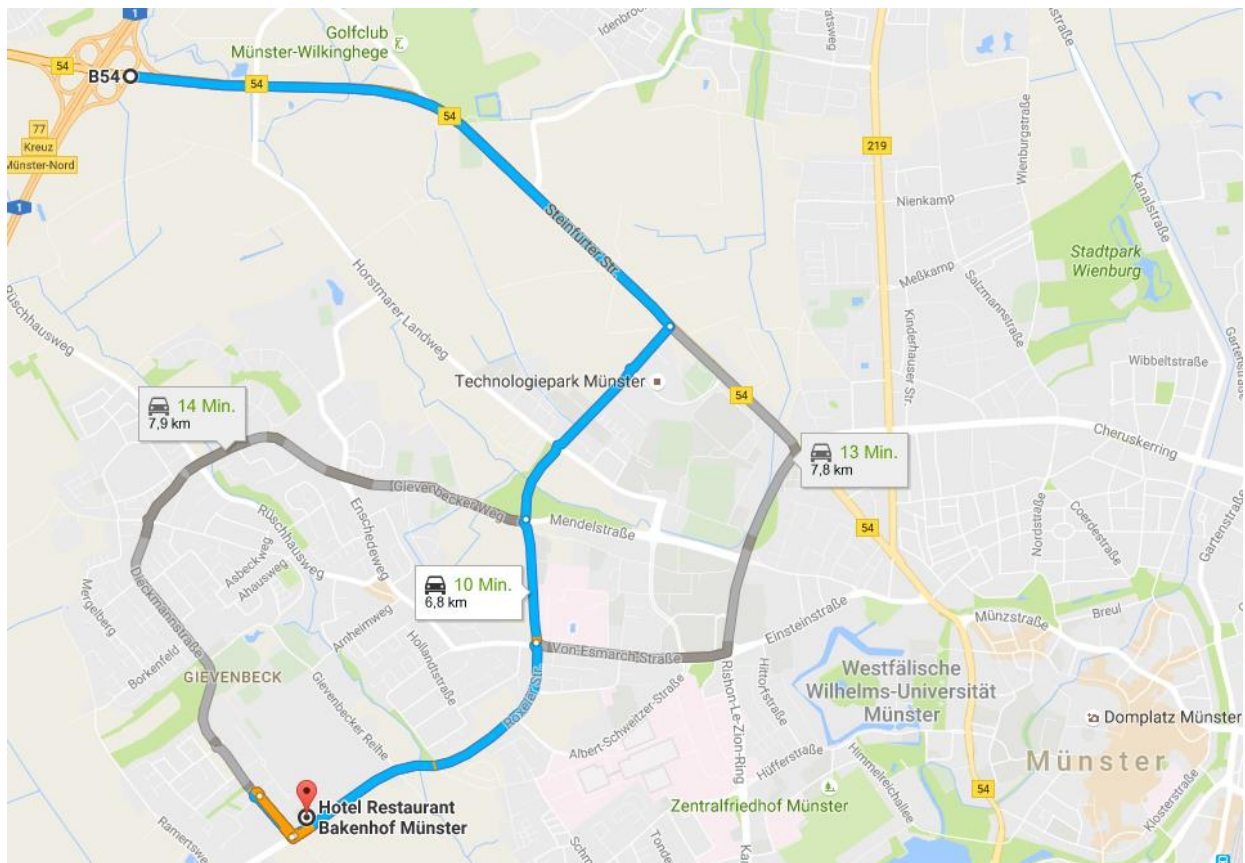 1
Golfclub
Münster-Wilkinghege
54
B54
54
54
77
Kreuz
Münster-Nord
1
219
Wienburgstraße
Kanalstraße
Nienkamp
Steinfurter Str.
Stadtpark
Wienburg
Meßkamp
Salzmannstraße
Kinderhauser Str.
Gartenstraße
Rüschhausweg
Horstmarer Landweg
Wibbeltstraße
Technologiepark Münster
54
14 Min.
7,9 km
13 Min.
7,8 km
Cheruskerring
Gievenbecker Weg
Mendelstraße
54
Nordstraße
Coerdestraße
Gartenstraße
Enschedeweg
Rüschhausweg
Asbeckweg
Ahausweg
10 Min.
6,8 km
Mergelberg
Dieckmannstraße
Arnheimweg
Hollandtstraße
Borkenfeld
GIEVENBECK
Gievenbecker Reihe
Von-Esmarch-Straße
Einsteinstraße
Münzstraße
Breul
Roxeler Str.
Albert-Schweitzer-Straße
Rishon-Le-Zion-Ring
Hittorfstraße
Westfälische
Wilhelms-Universität
Münster
Domplatz Münster
Hüfferstraße
Himmelreichallee
Münster
54
Zentralfriedhof Münster
Klosterstraße
Hotel Restaurant
Bakenhof Münster